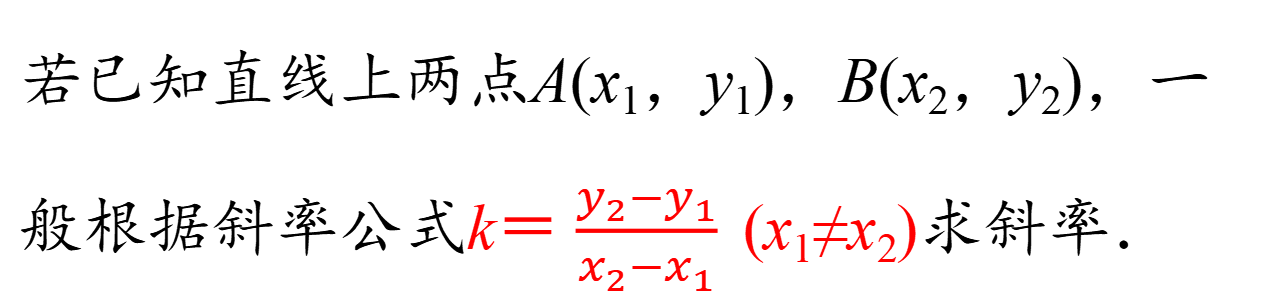 若已知直线上两点A(x₁，y₁)，B(x₂，y₂)，一
般根据斜率公式k＝\frac{y₂−y₁}{x₂−x₁} (x₁≠x₂)求斜率．